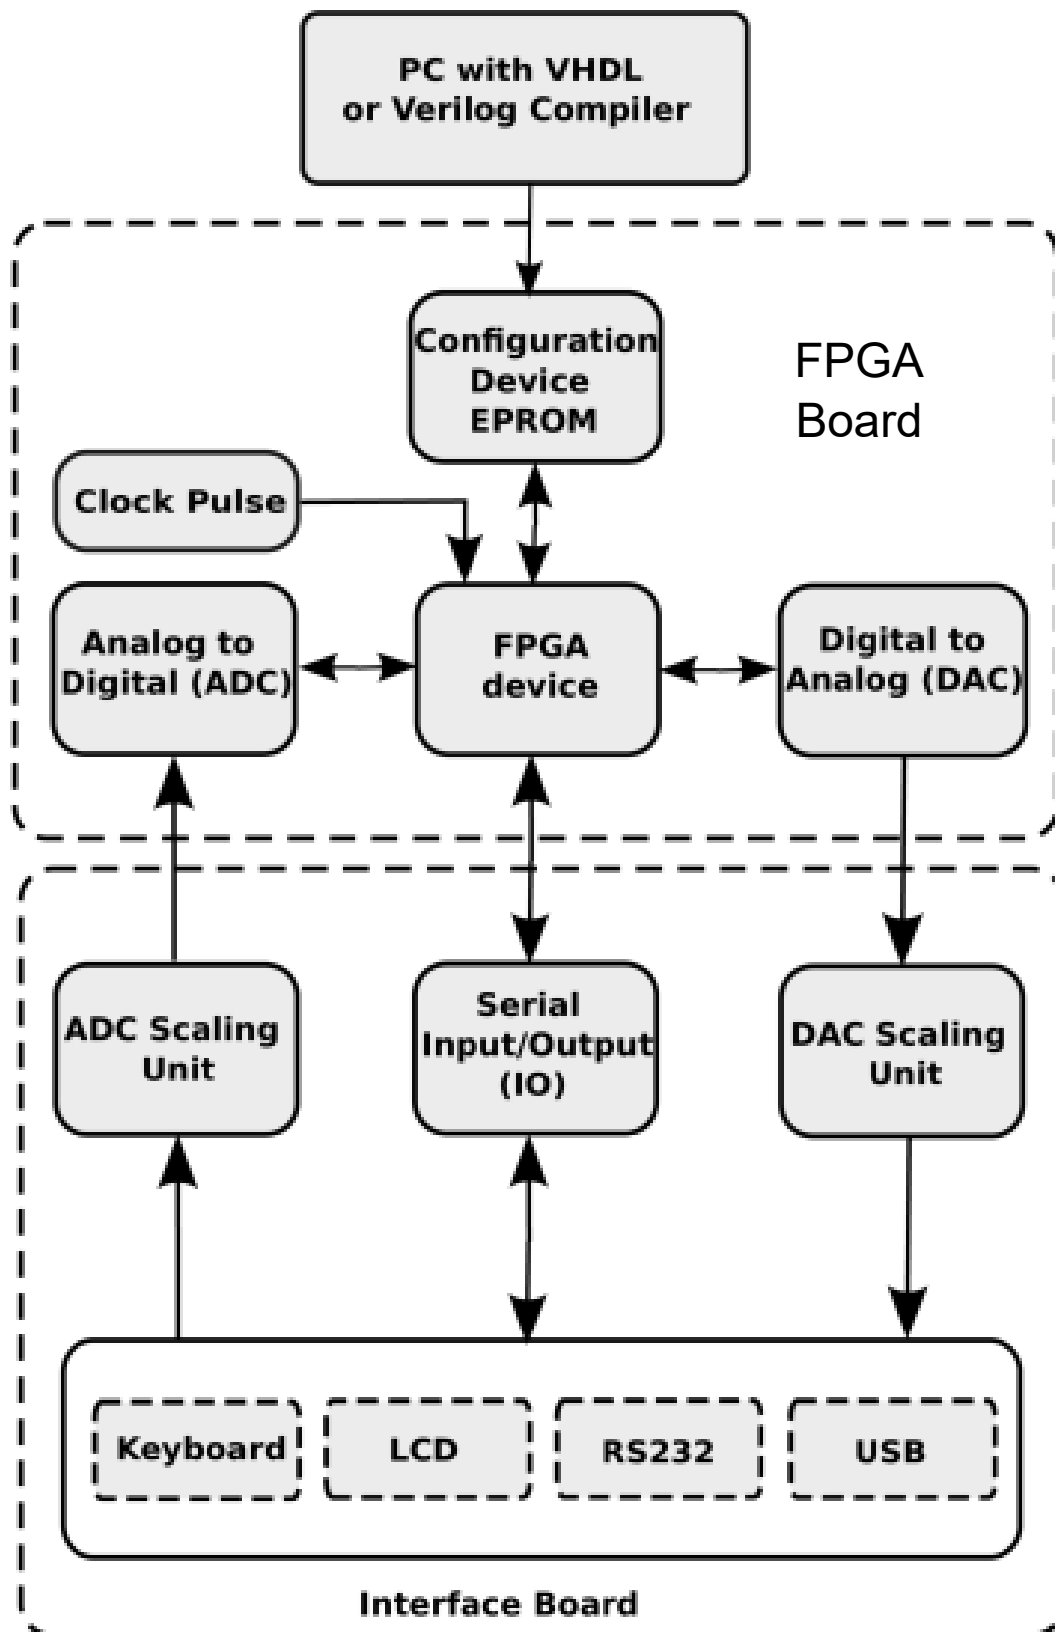 PC with VHDL
or Verilog Compiler
Configuration
Device
EPROM
FPGA
Board
Clock Pulse
Analog to
Digital (ADC)
FPGA
device
Digital to
Analog (DAC)
ADC Scaling
Unit
Serial
Input/Output
(IO)
DAC Scaling
Unit
Keyboard
LCD
RS232
USB
Interface Board